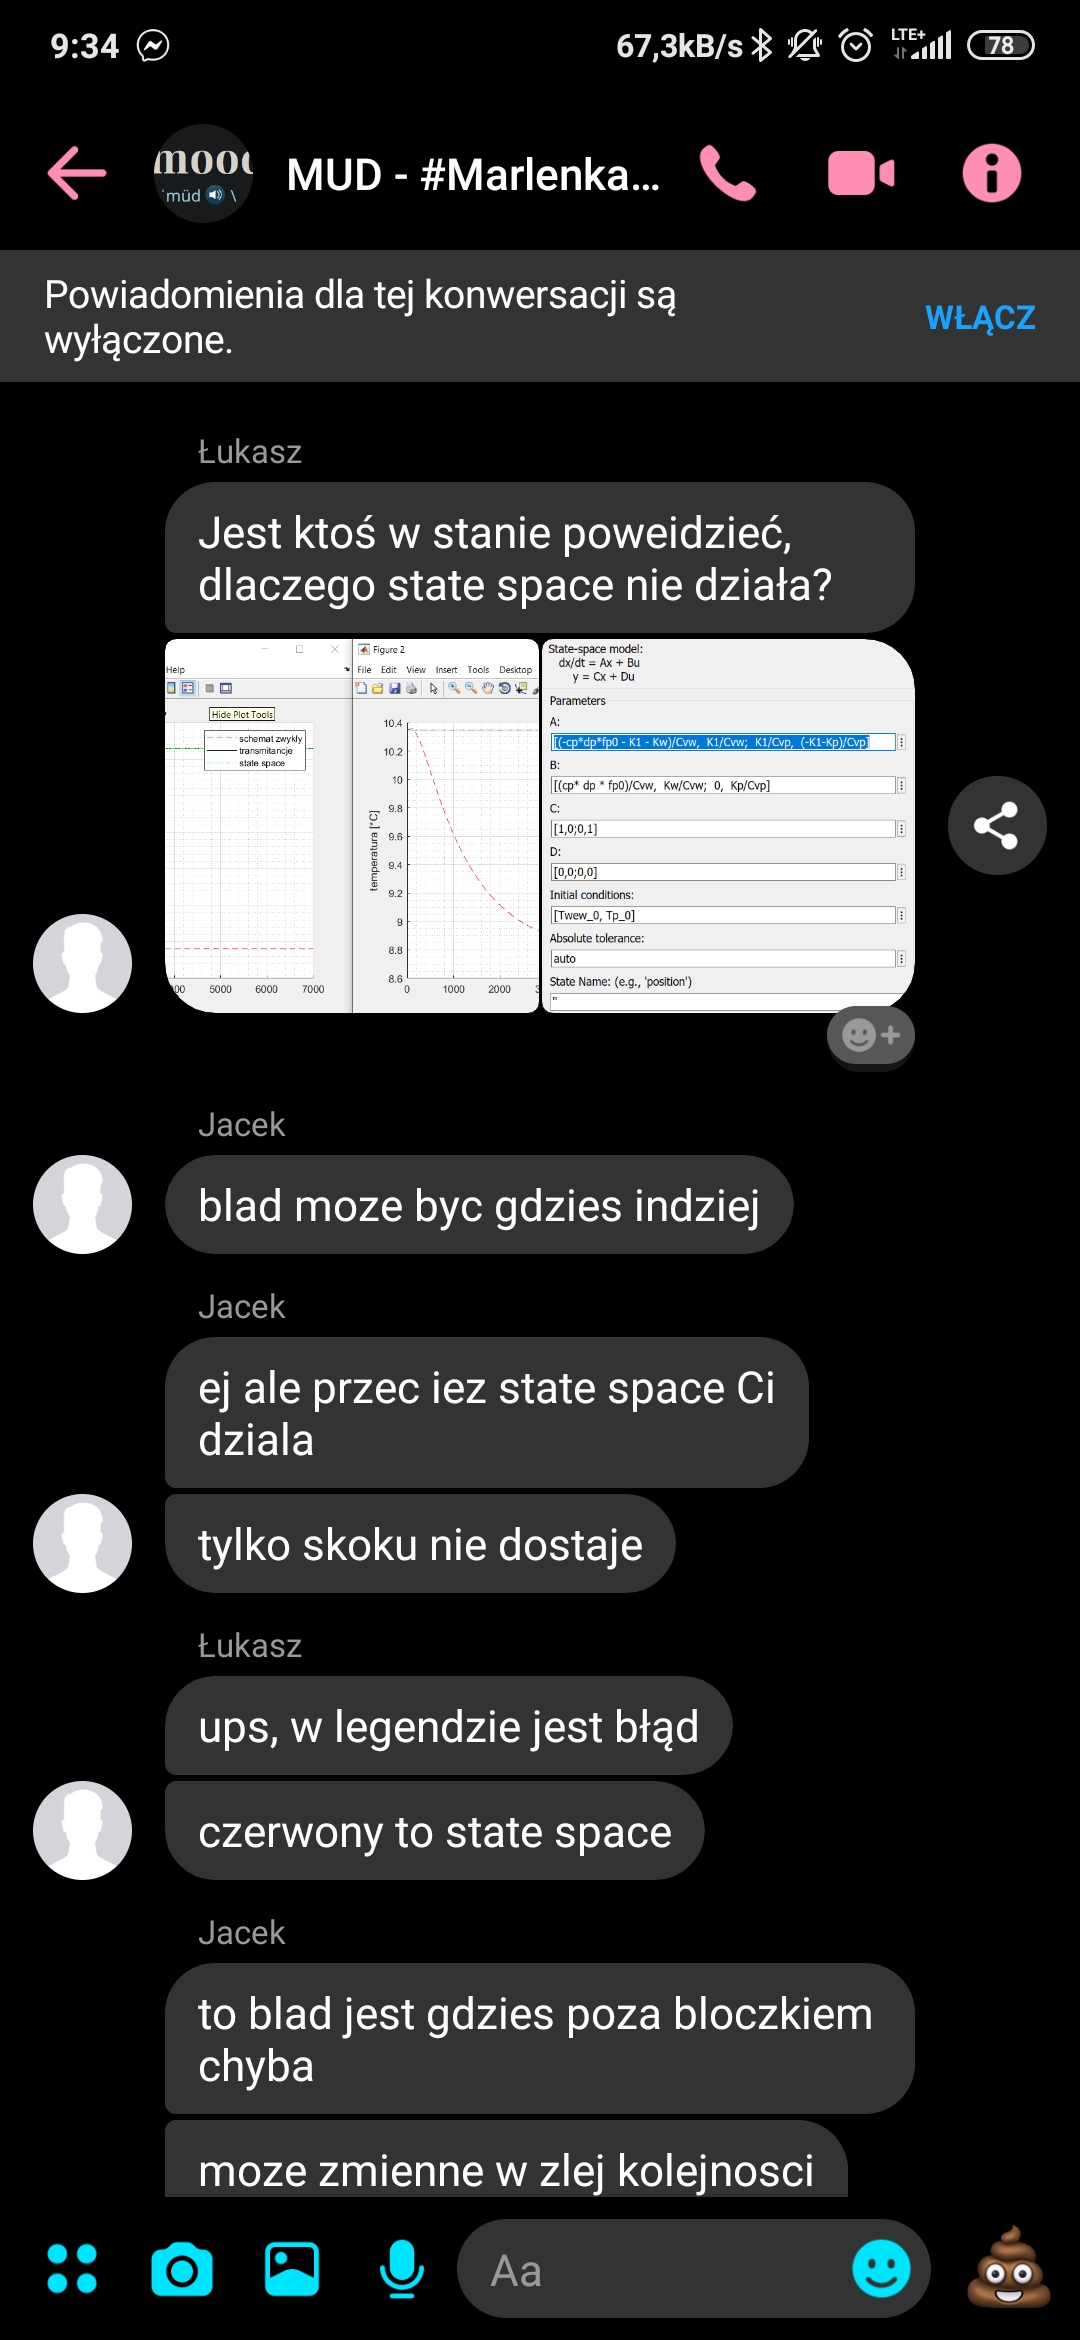 9:34
67,3kB/s
LTE+
78
mood
müd
MUD - #Marlenka...
Powiadomienia dla tej konwersacji są
wyłączone.
WŁĄCZ
Łukasz
Jest ktoś w stanie poweidzieć,
dlaczego state space nie działa?
Help
Hide Plot Tools
schemat zwykly
transmitancje
state space
5000 6000 7000
Figure 2
File Edit View Insert Tools Desktop
10.4
10.2
10
9.8
9.6
9.4
9.2
9
8.8
8.6
temperatura [*C]
0 1000 2000
State-space model:
dx/dt = Ax + Bu
y = Cx + Du
Parameters
A:
[(-cp*dp*fp0 - K1 - Kw)/Cvw, K1/Cvw; K1/Cvp, (-K1-Kp)/Cvp]
B:
[(cp* dp * fp0)/Cvw, Kw/Cvw; 0, Kp/Cvp]
C:
[1,0;0,1]
D:
[0,0;0,0]
Initial conditions:
[Twew_0, Tp_0]
Absolute tolerance:
auto
State Name: (e.g., 'position')
''
Jacek
blad moze byc gdzies indziej
Jacek
ej ale przec iez state space Ci
dziala
tylko skoku nie dostaje
Łukasz
ups, w legendzie jest błąd
czerwony to state space
Jacek
to blad jest gdzies poza bloczkiem
chyba
moze zmienne w zlej kolejnosci
Aa